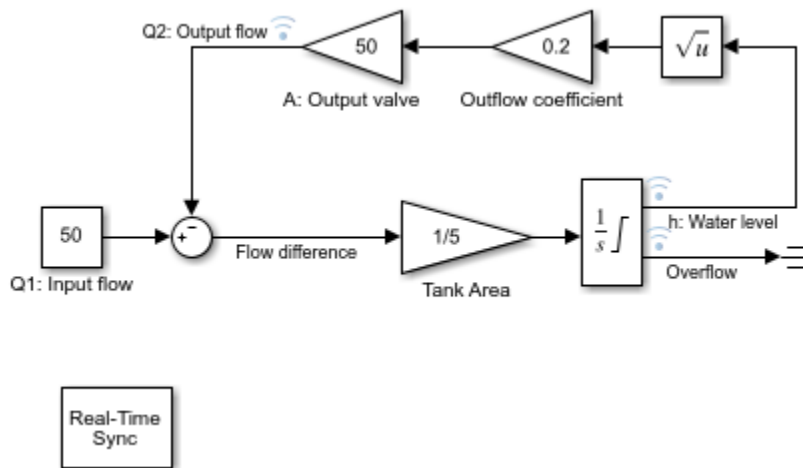 Q2: Output flow
50
0.2
√u
A: Output valve
Outflow coefficient
50
+
−
Flow difference
1/5
1
s
h: Water level
Overflow
Q1: Input flow
Tank Area
Real-Time
Sync